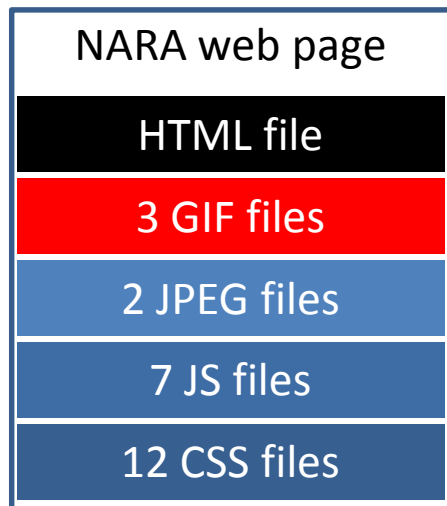 NARA web page
HTML file
3 GIF files
2 JPEG files
7 JS files
12 CSS files